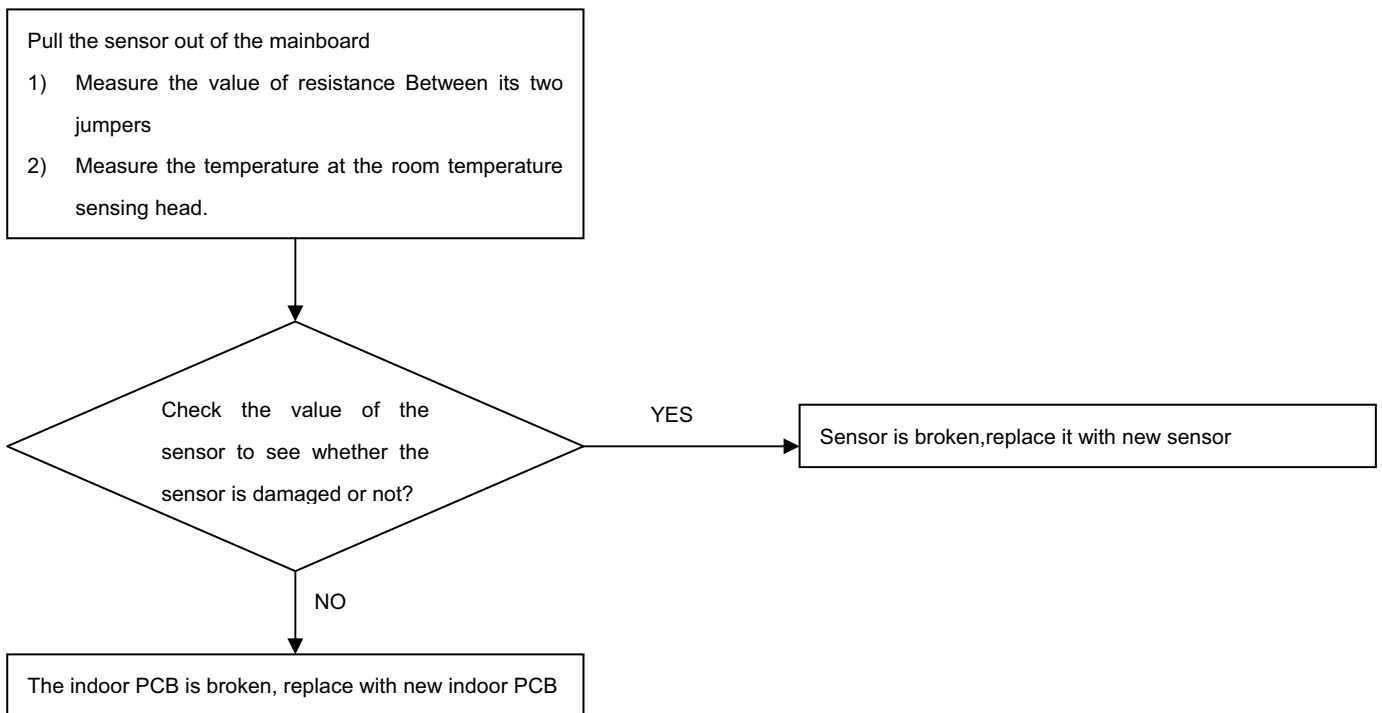 Pull the sensor out of the mainboard
1) Measure the value of resistance Between its two
jumpers
2) Measure the temperature at the room temperature
sensing head.
Check the value of the
sensor to see whether the
sensor is damaged or not?
YES
Sensor is broken,replace it with new sensor
NO
The indoor PCB is broken, replace with new indoor PCB